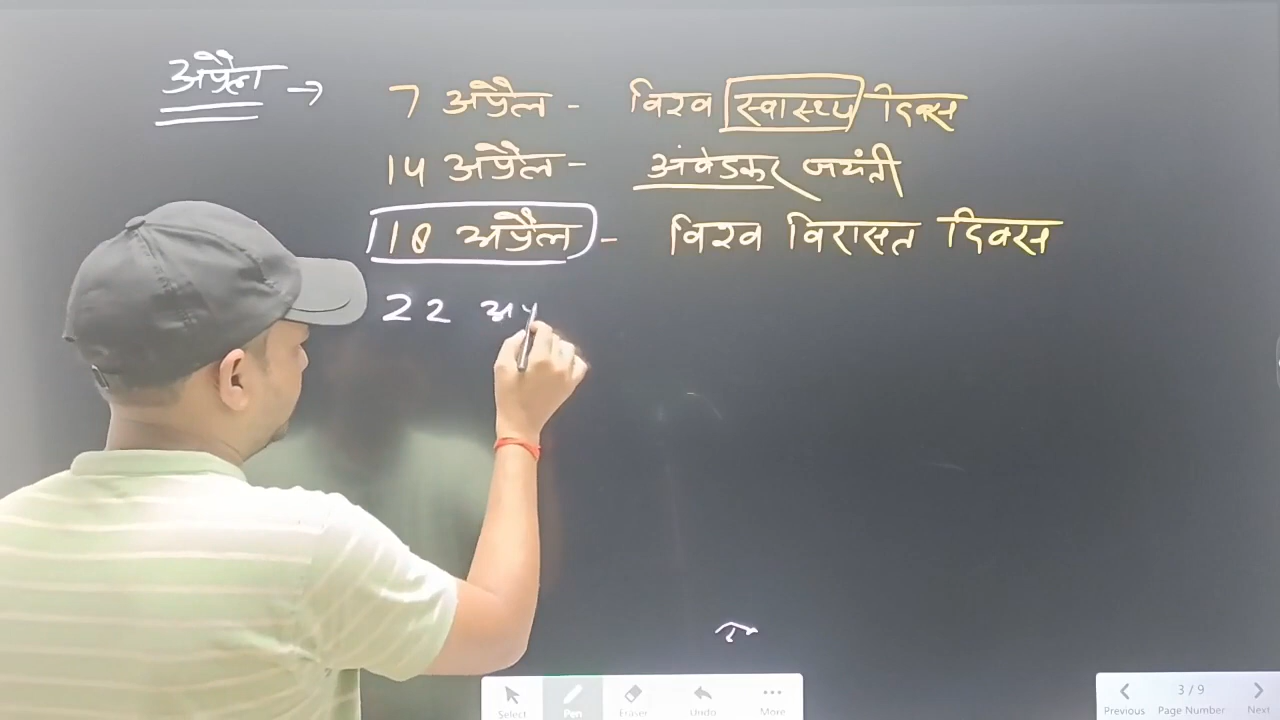 अप्रैल →
7 अप्रैल - विश्व स्वास्थ्य दिवस
14 अप्रैल - अंबेडकर जयंती
18 अप्रैल - विश्व विरासत दिवस
22 अप
Select Pen Eraser Undo More
Previous 3 / 9 Page Number Next